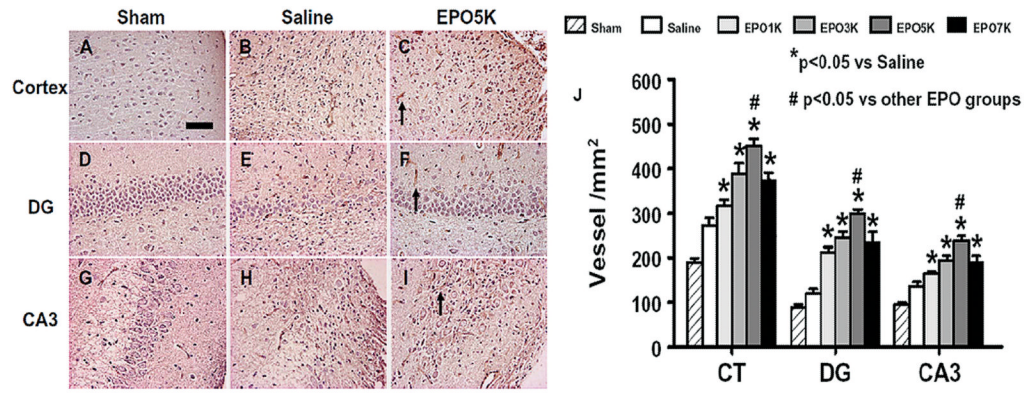 Sham Saline EPO5K
Cortex
A B C
DG
D E F
CA3
G H I
Sham Saline EPO1K EPO3K EPO5K EPO7K
*p<0.05 vs Saline
# p<0.05 vs other EPO groups
J
Vessel /mm²
600
500
400
300
200
100
0
* * # * *
* * # * *
* * # * *
CT DG CA3